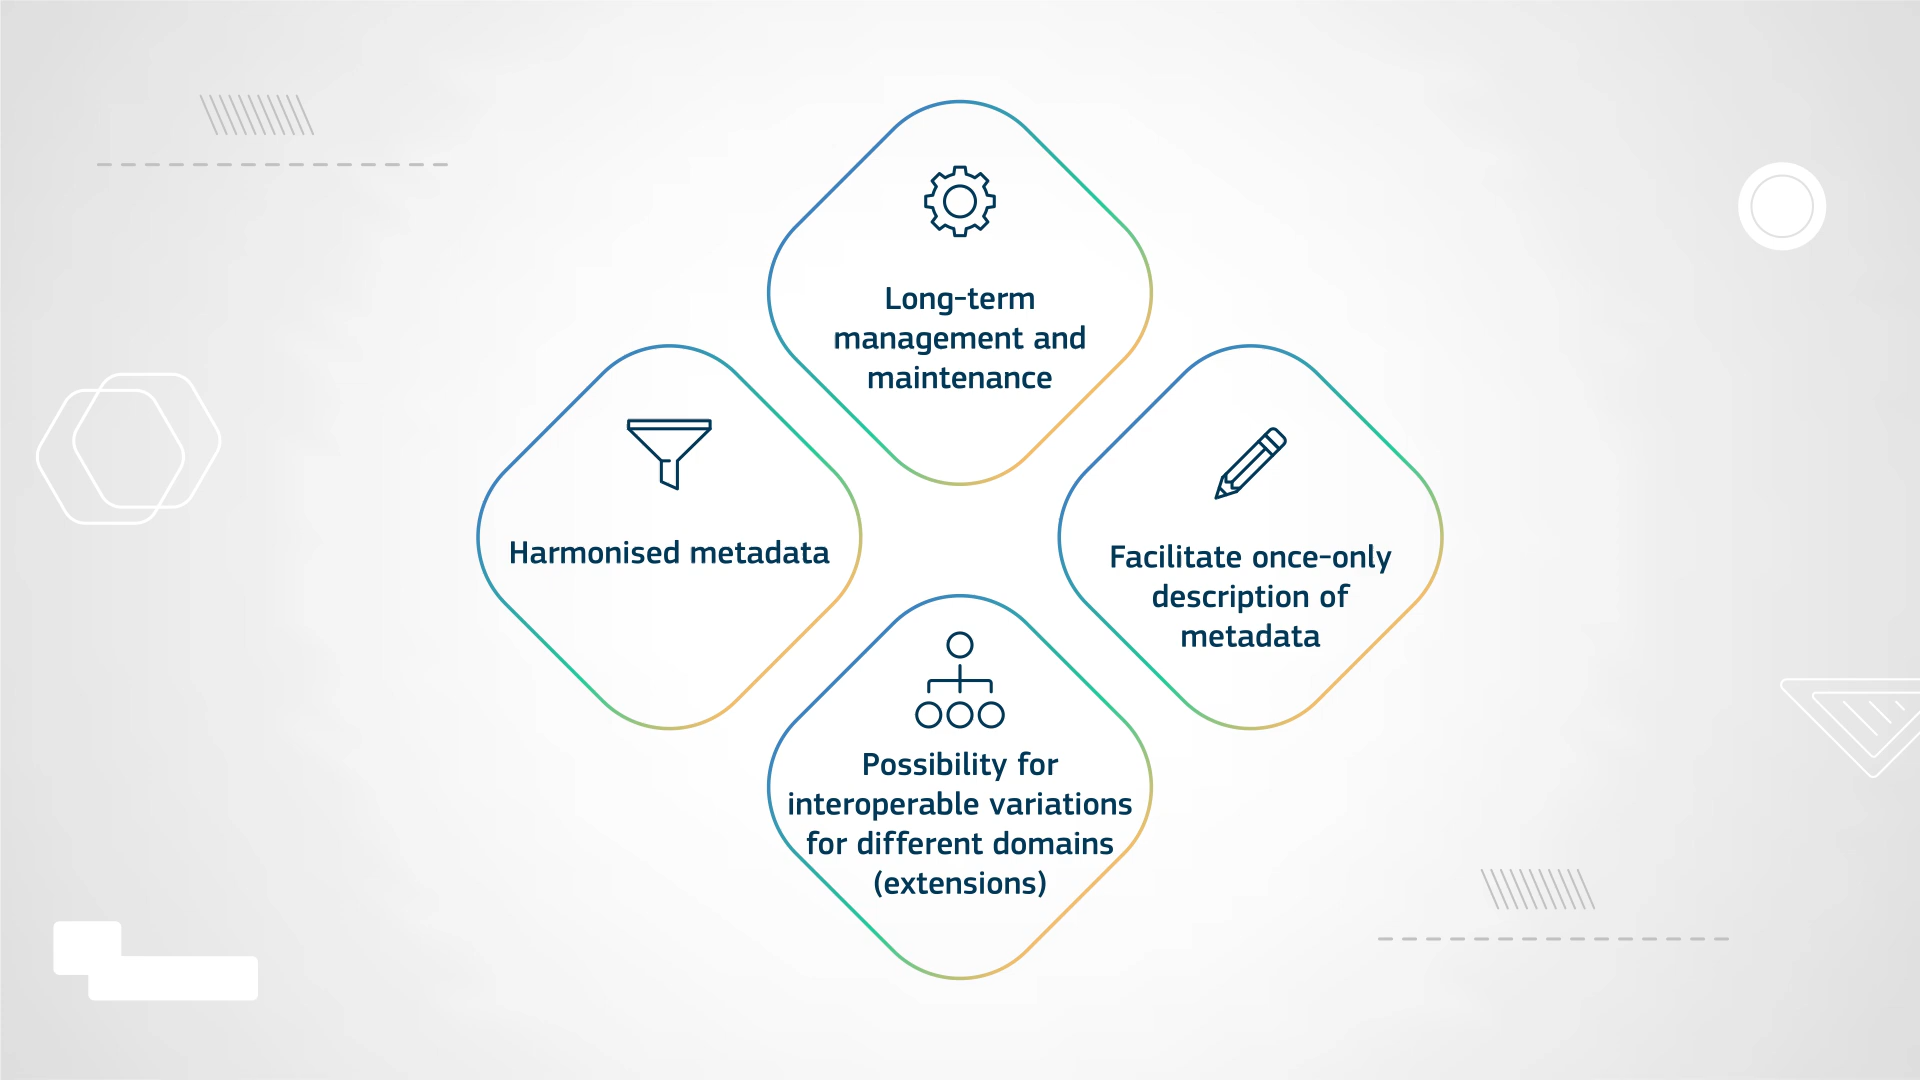 Long-term
management and
maintenance
Harmonised metadata
Facilitate once-only
description of
metadata
Possibility for
interoperable variations
for different domains
(extensions)